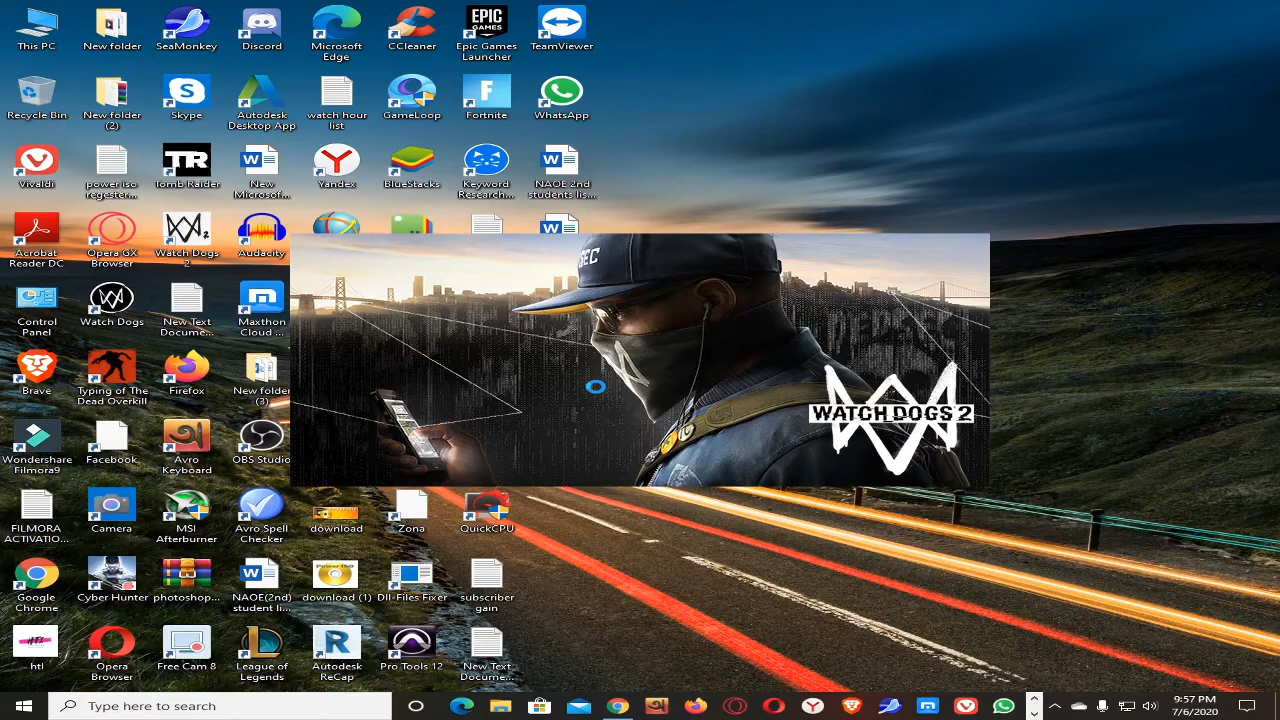 This PC
New folder
SeaMonkey
Discord
Microsoft
Edge
CCleaner
EPIC
GAMES
Epic Games
Launcher
TeamViewer
Recycle Bin
New folder
(2)
Skype
Autodesk
Desktop App
watch hour
list
GameLoop
Fortnite
WhatsApp
Vivaldi
power iso
regester...
TR
Tomb Raider
New
Microsof...
Yandex
BlueStacks
Keyword
Research...
NAOE 2nd
students lis...
Acrobat
Reader DC
Opera GX
Browser
Watch Dogs
2
Audacity
Control
Panel
Watch Dogs
New Text
Docume...
Maxthon
Cloud ...
WATCH DOGS 2
Brave
Typing of The
Dead Overkill
Firefox
New folder
(3)
Wondershare
Filmora9
Facebook
Avro
Keyboard
OBS Studio
FILMORA
ACTIVATIO...
Camera
MSI
Afterburner
Avro Spell
Checker
download
Zona
QuickCPU
Google
Chrome
Cyber Hunter
photoshop...
NAOE(2nd)
student li...
download (1)
Dll-Files Fixer
subscriber
gain
htl
Opera
Browser
Free Cam 8
League of
Legends
Autodesk
ReCap
Pro Tools 12
New Text
Docume...
Type here to search
9:57 PM
7/6/2020